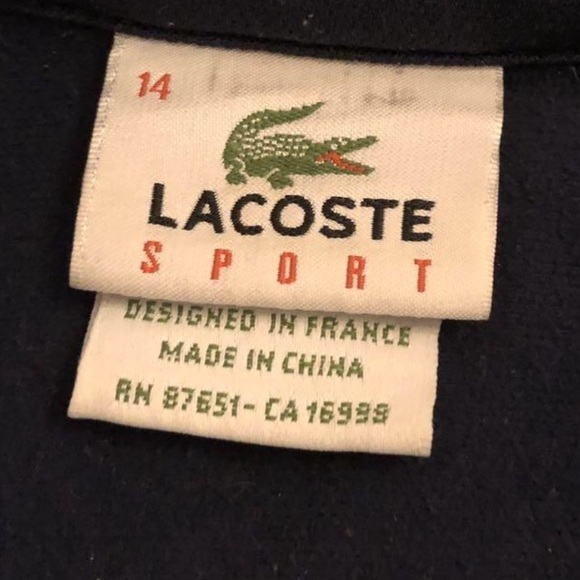 14
LACOSTE
SPORT
DESIGNED IN FRANCE
MADE IN CHINA
RN 87651- CA 16998